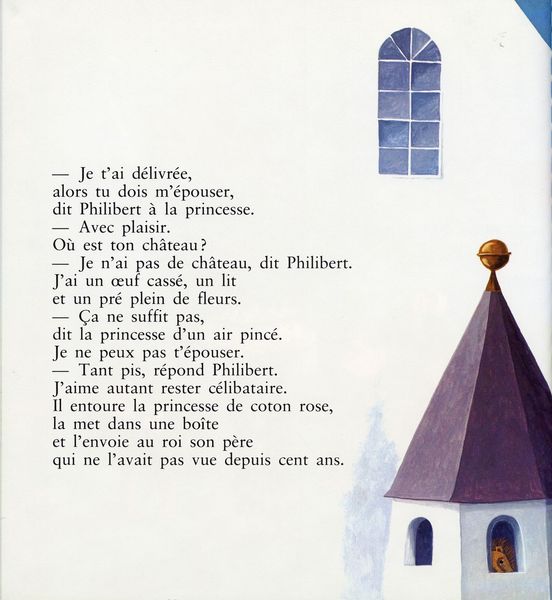 — Je t'ai délivrée,
alors tu dois m'épouser,
dit Philibert à la princesse.
— Avec plaisir.
Où est ton château?
— Je n'ai pas de château, dit Philibert.
J'ai un œuf cassé, un lit
et un pré plein de fleurs.
— Ça ne suffit pas,
dit la princesse d'un air pincé.
Je ne peux pas t'épouser.
— Tant pis, répond Philibert.
J'aime autant rester célibataire.
Il entoure la princesse de coton rose,
la met dans une boîte
et l'envoie au roi son père
qui ne l'avait pas vue depuis cent ans.